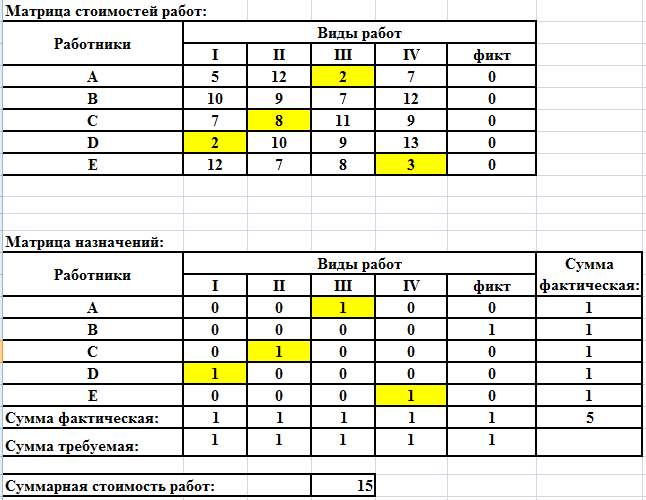 Матрица стоимостей работ:
Работники Виды работ
I II III IV фикт
A 5 12 2 7 0
B 10 9 7 12 0
C 7 8 11 9 0
D 2 10 9 13 0
E 12 7 8 3 0
Матрица назначений:
Работники Виды работ Сумма фактическая:
I II III IV фикт
A 0 0 1 0 0 1
B 0 0 0 0 1 1
C 0 1 0 0 0 1
D 1 0 0 0 0 1
E 0 0 0 1 0 1
Сумма фактическая: 1 1 1 1 1 5
Сумма требуемая: 1 1 1 1 1
Суммарная стоимость работ: 15